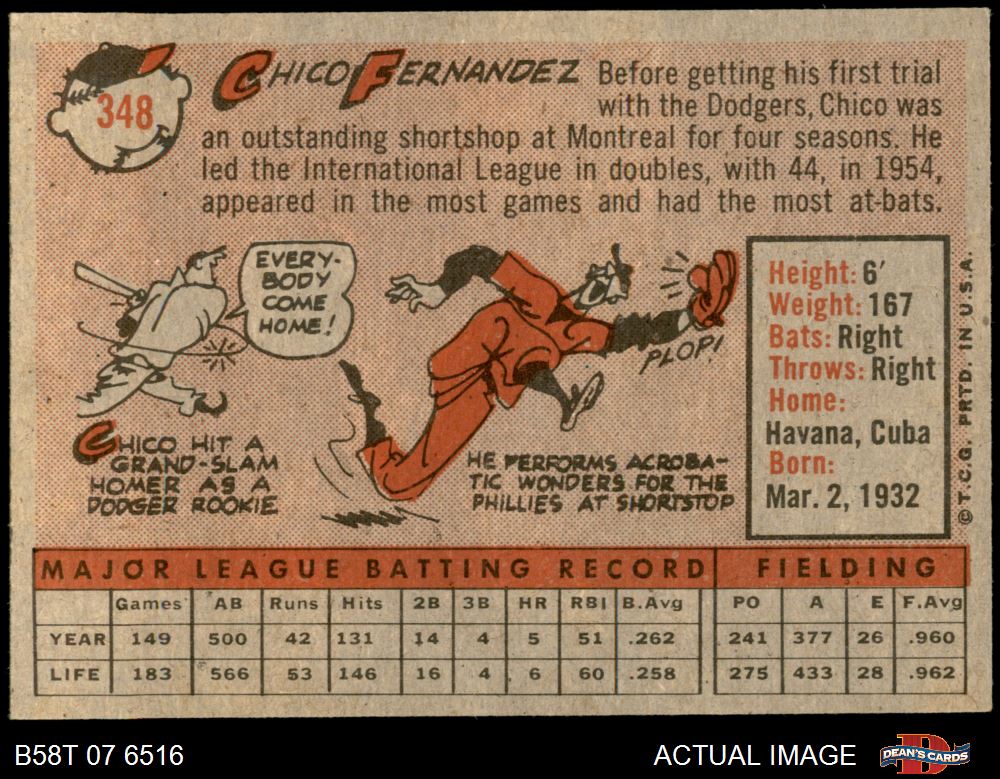 348
CHICO FERNANDEZ
Before getting his first trial
with the Dodgers, Chico was
an outstanding shortshop at Montreal for four seasons. He
led the International League in doubles, with 44, in 1954,
appeared in the most games and had the most at-bats.
EVERY-
BODY
COME
HOME!
CHICO HIT A
GRAND-SLAM
HOMER AS A
DODGER ROOKIE
PLOP!
HE PERFORMS ACROBA-
TIC WONDERS FOR THE
PHILLIES AT SHORTSTOP
Height: 6'
Weight: 167
Bats: Right
Throws: Right
Home:
Havana, Cuba
Born:
Mar. 2, 1932
©T.C.G. PRTD. IN U.S.A.
MAJOR LEAGUE BATTING RECORD FIELDING
Games AB Runs Hits 2B 3B HR RBI B.Avg PO A E F.Avg
YEAR 149 500 42 131 14 4 5 51 .262 241 377 26 .960
LIFE 183 566 53 146 16 4 6 60 .258 275 433 28 .962
B58T 07 6516
ACTUAL IMAGE
D
DEAN'S CARDS